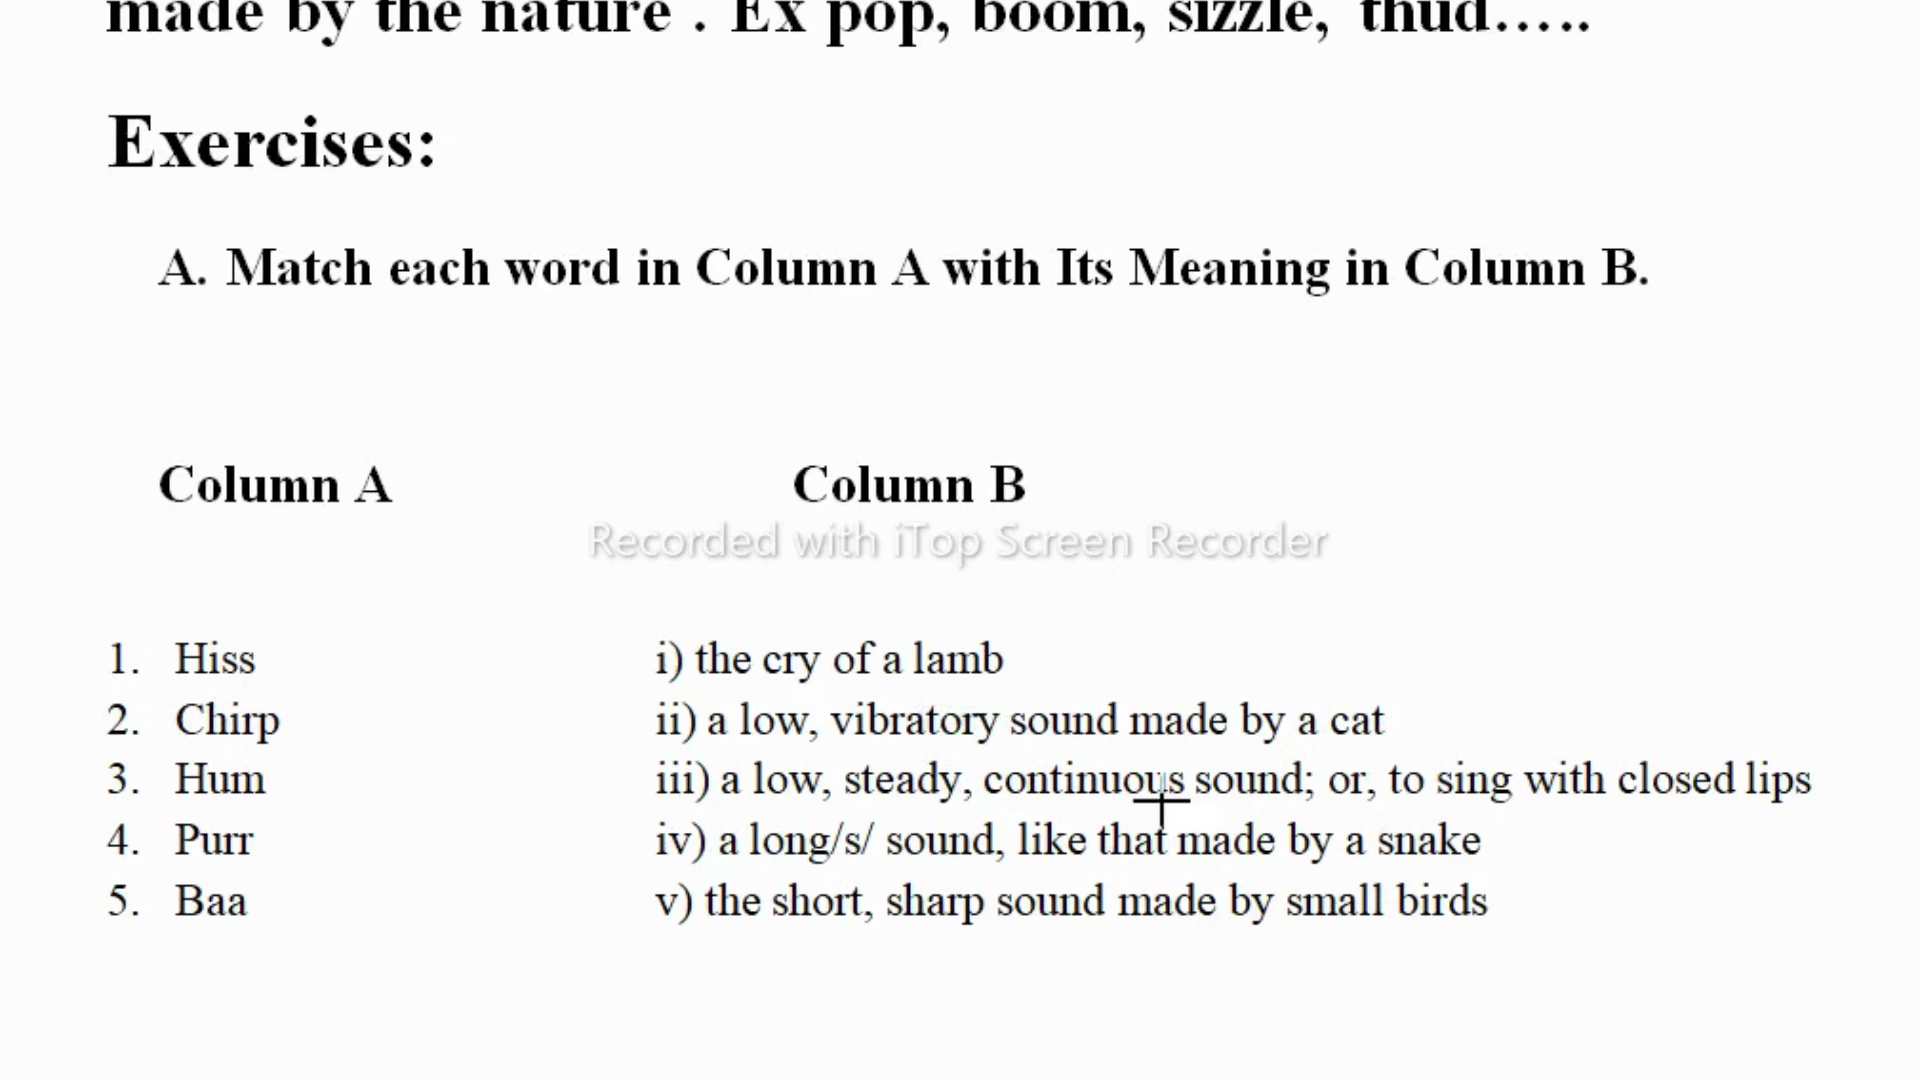 made by the nature . Ex pop, boom, sizzle, thud.....
Exercises:
A. Match each word in Column A with Its Meaning in Column B.
Column A Column B
Recorded with iTop Screen Recorder
1. Hiss i) the cry of a lamb
2. Chirp ii) a low, vibratory sound made by a cat
3. Hum iii) a low, steady, continuous sound; or, to sing with closed lips
4. Purr iv) a long/s/ sound, like that made by a snake
5. Baa v) the short, sharp sound made by small birds